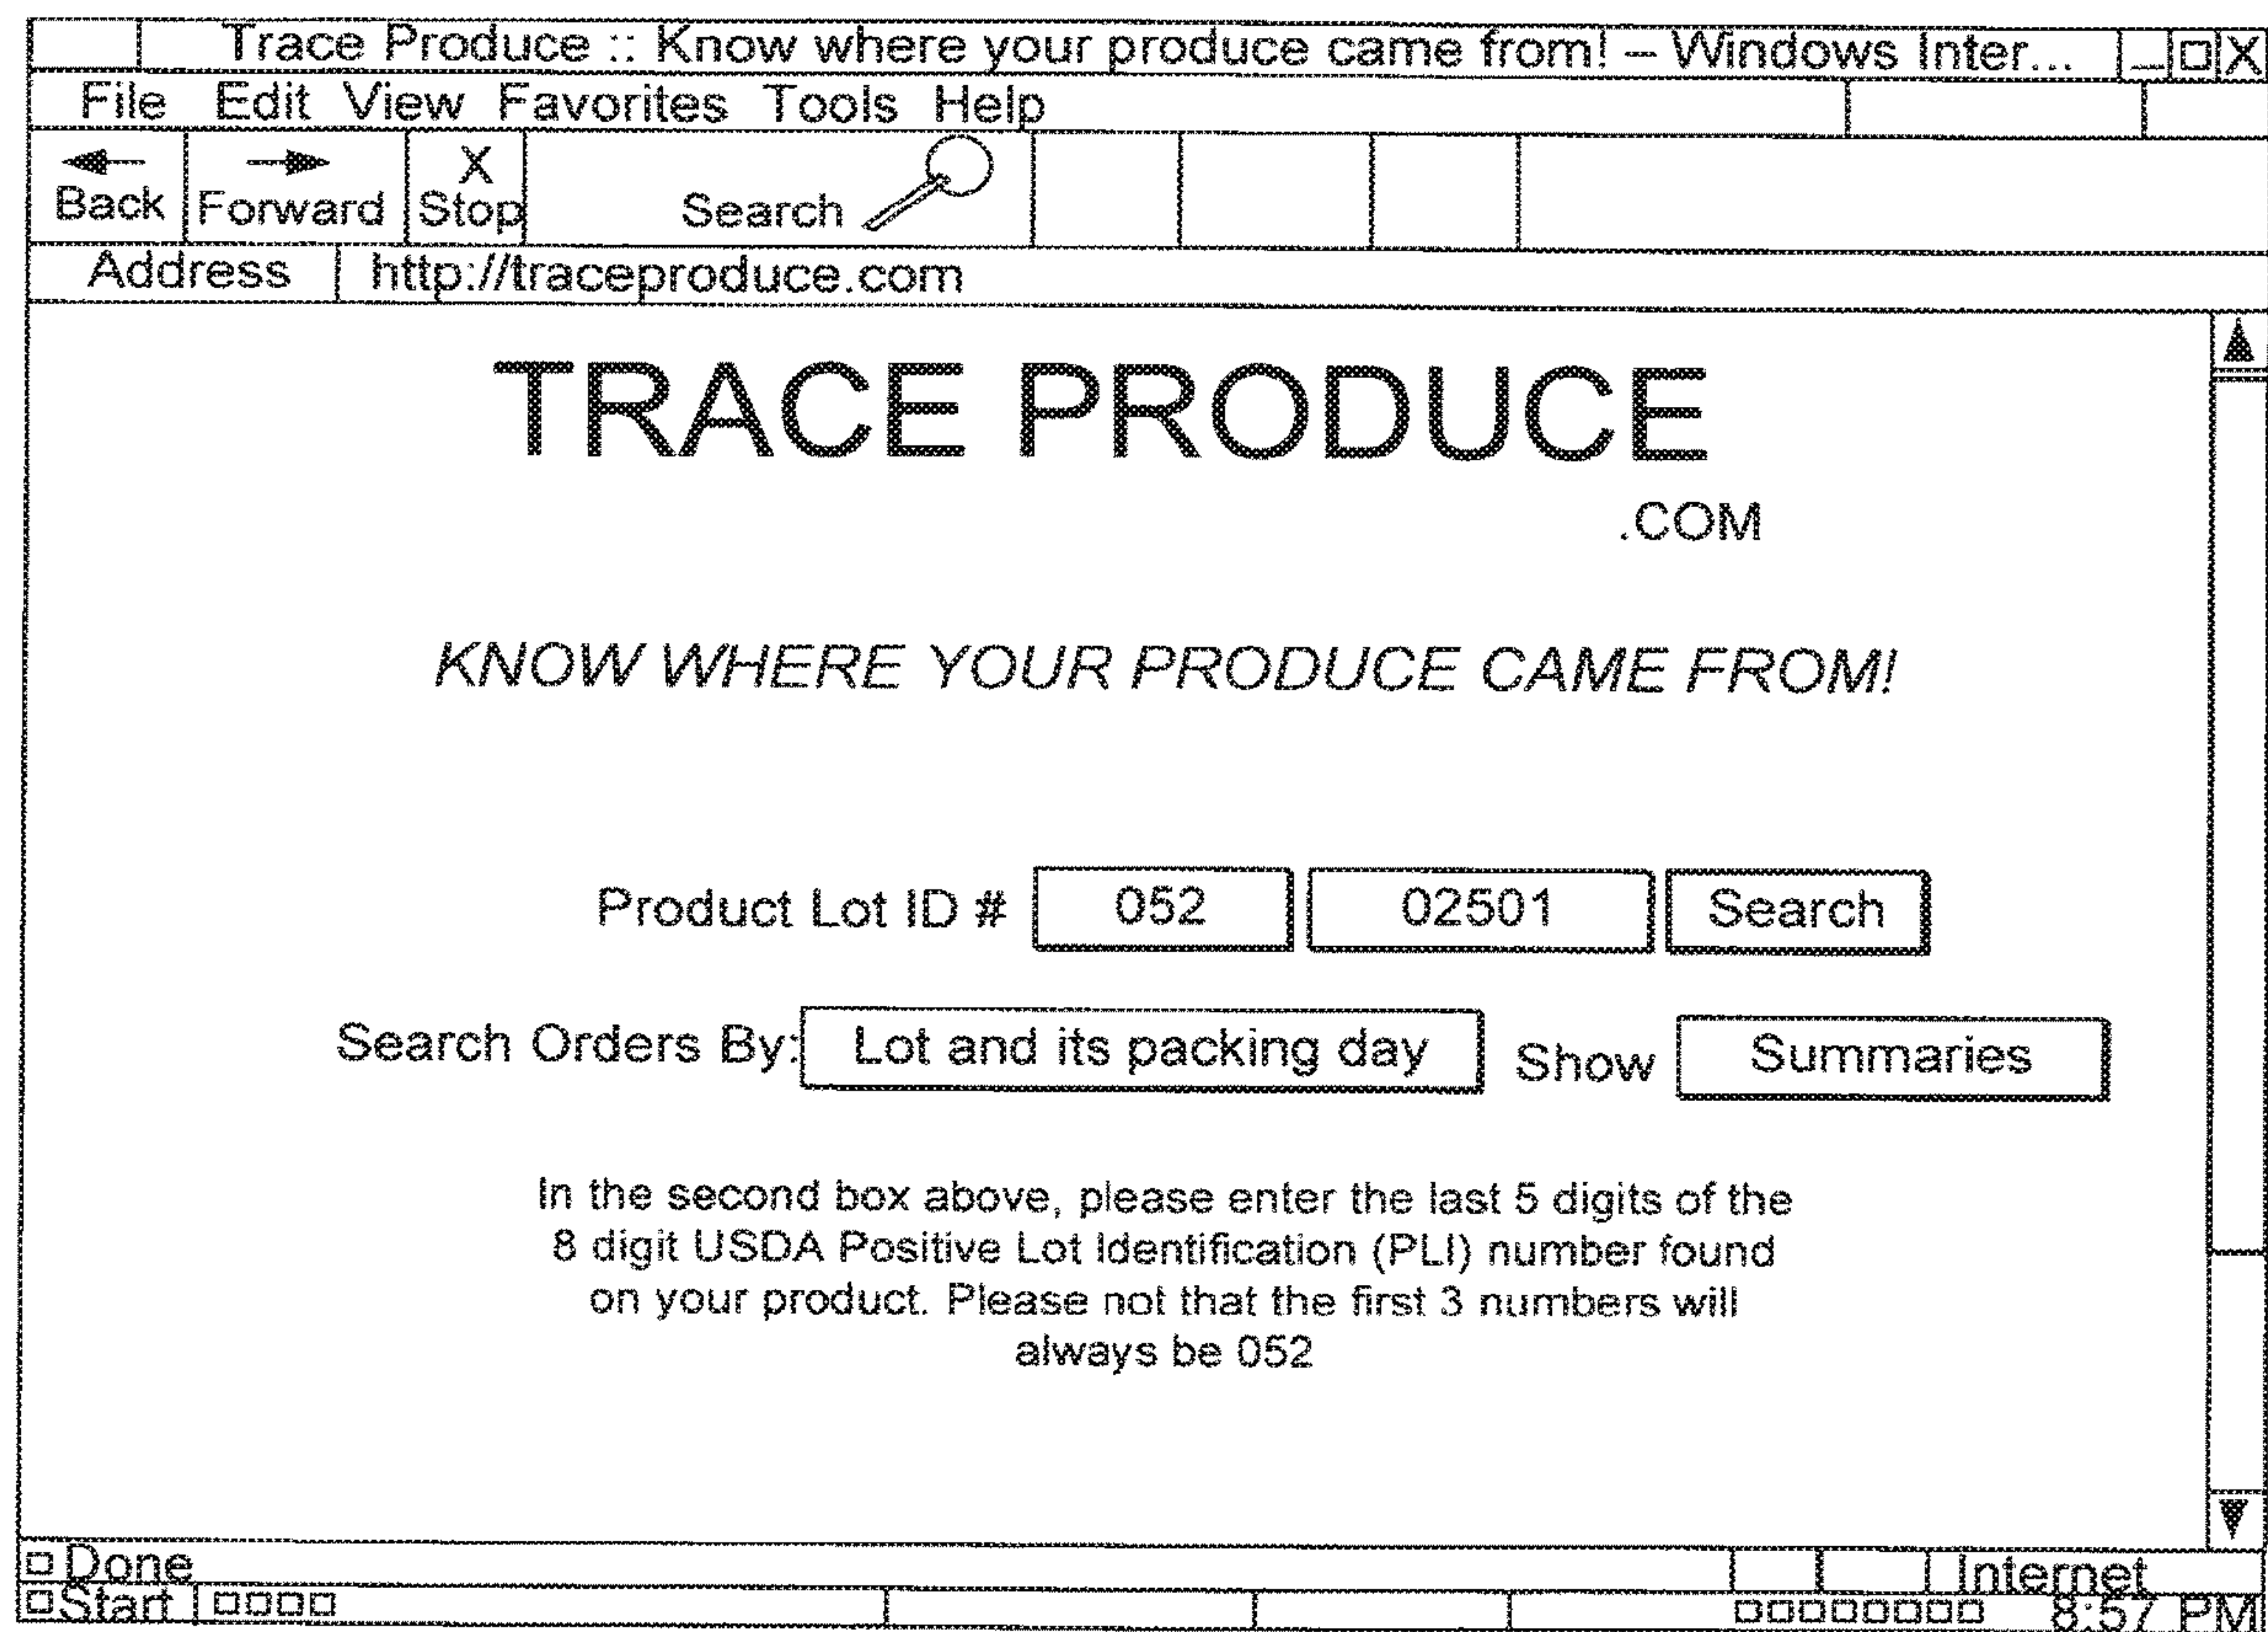 Trace Produce :: Know where your produce came from! – Windows Inter... _ □ X
File Edit View Favorites Tools Help
X
Back Forward Stop Search
Address http://traceproduce.com
TRACE PRODUCE
.COM
KNOW WHERE YOUR PRODUCE CAME FROM!
Product Lot ID # 052 02501 Search
Search Orders By: Lot and its packing day Show Summaries
In the second box above, please enter the last 5 digits of the
8 digit USDA Positive Lot Identification (PLI) number found
on your product. Please not that the first 3 numbers will
always be 052
Done Internet
Start 8:57 PM